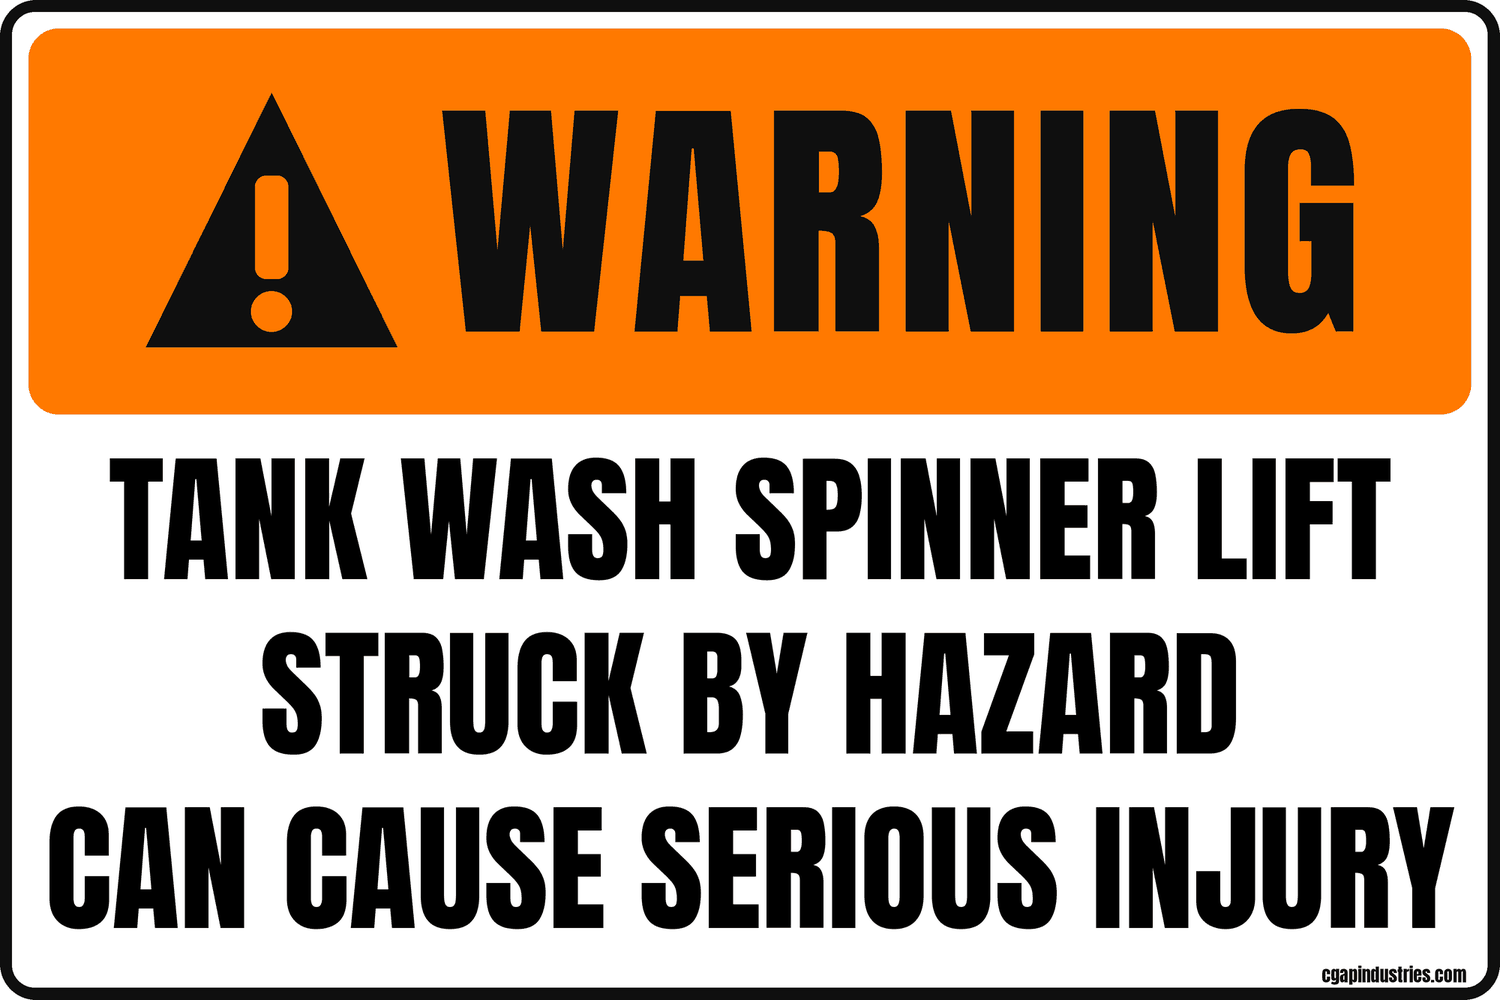 WARNING
TANK WASH SPINNER LIFT
STRUCK BY HAZARD
CAN CAUSE SERIOUS INJURY
cgapindustries.com